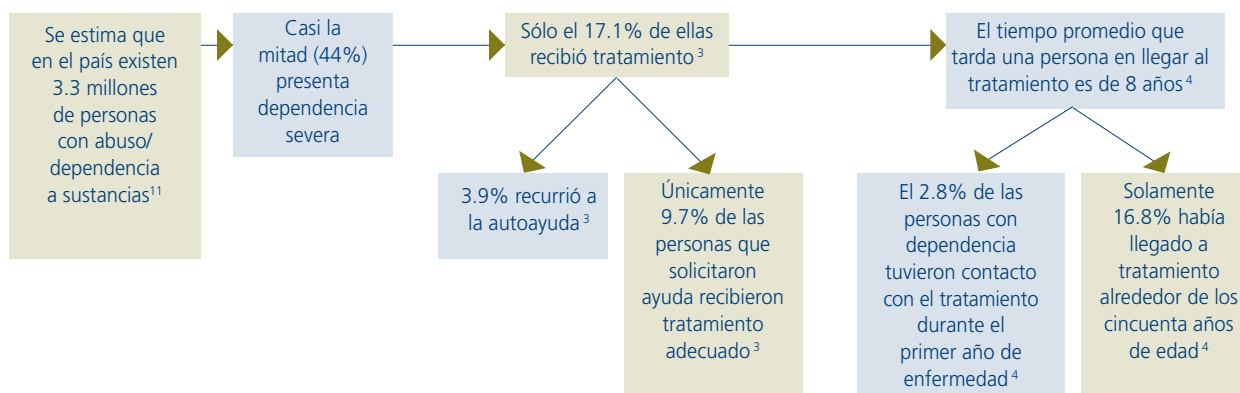 Se estima que
en el país existen
3.3 millones
de personas
con abuso/
dependencia
a sustancias11
Casi la
mitad (44%)
presenta
dependencia
severa
Sólo el 17.1% de ellas
recibió tratamiento 3
3.9% recurrió a
la autoayuda 3
Únicamente
9.7% de las
personas que
solicitaron
ayuda recibieron
tratamiento
adecuado 3
El tiempo promedio que
tarda una persona en llegar al
tratamiento es de 8 años 4
El 2.8% de las
personas con
dependencia
tuvieron contacto
con el tratamiento
durante el
primer año de
enfermedad 4
Solamente
16.8% había
llegado a
tratamiento
alrededor de los
cincuenta años
de edad 4